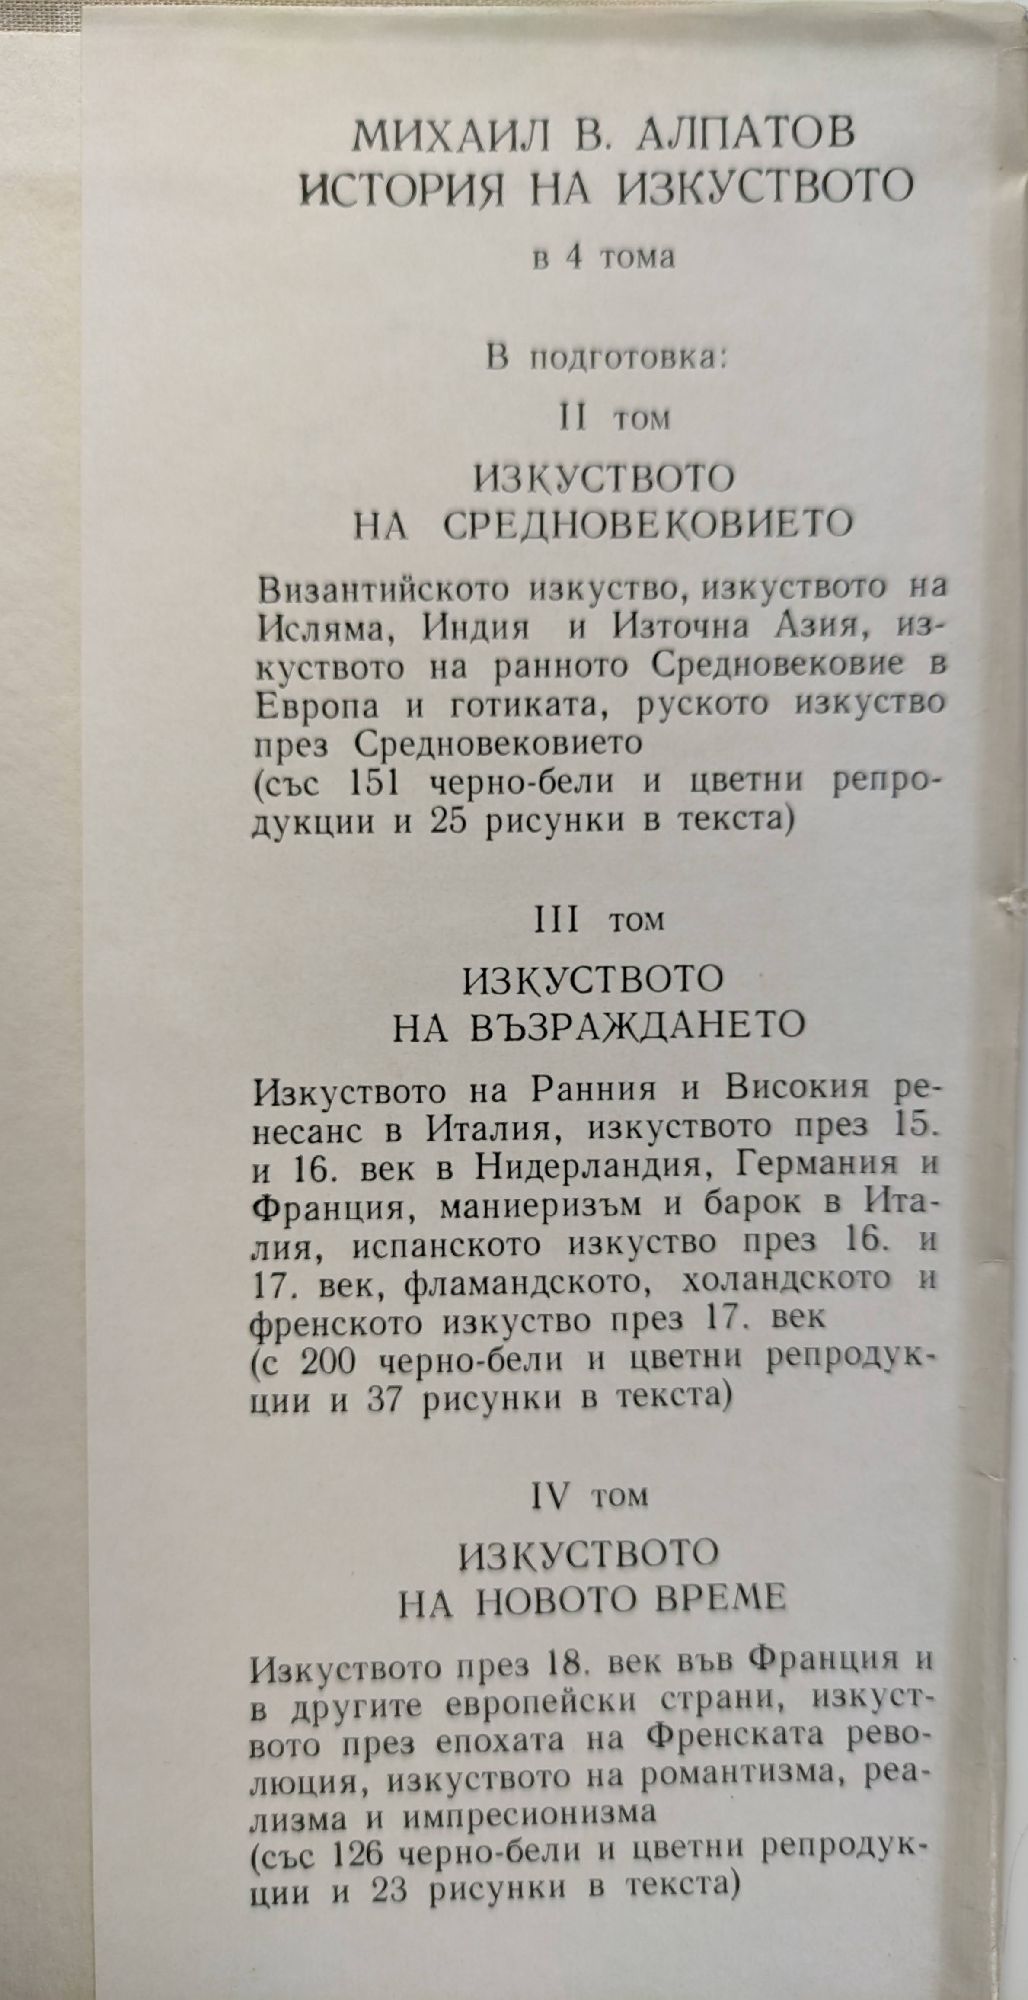 МИХАИЛ В. АЛПАТОВ
ИСТОРИЯ НА ИЗКУСТВОТО
в 4 тома
В подготовка:
II том
ИЗКУСТВОТО
НА СРЕДНОВЕКОВИЕТО
Византийското изкуство, изкуството на
Исляма, Индия и Източна Азия, из-
куството на ранното Средновековие в
Европа и готиката, руското изкуство
през Средновековието
(със 151 черно-бели и цветни репро-
дукции и 25 рисунки в текста)
III том
ИЗКУСТВОТО
НА ВЪЗРАЖДАНЕТО
Изкуството на Ранния и Високия ре-
несанс в Италия, изкуството през 15.
и 16. век в Нидерландия, Германия и
Франция, маниеризъм и барок в Ита-
лия, испанското изкуство през 16. и
17. век, фламандското, холандското и
френското изкуство през 17. век
(с 200 черно-бели и цветни репродук-
ции и 37 рисунки в текста)
IV том
ИЗКУСТВОТО
НА НОВОТО ВРЕМЕ
Изкуството през 18. век във Франция и
в другите европейски страни, изкуст-
вото през епохата на Френската рево-
люция, изкуството на романтизма, реа-
лизма и импресионизма
(със 126 черно-бели и цветни репродук-
ции и 23 рисунки в текста)